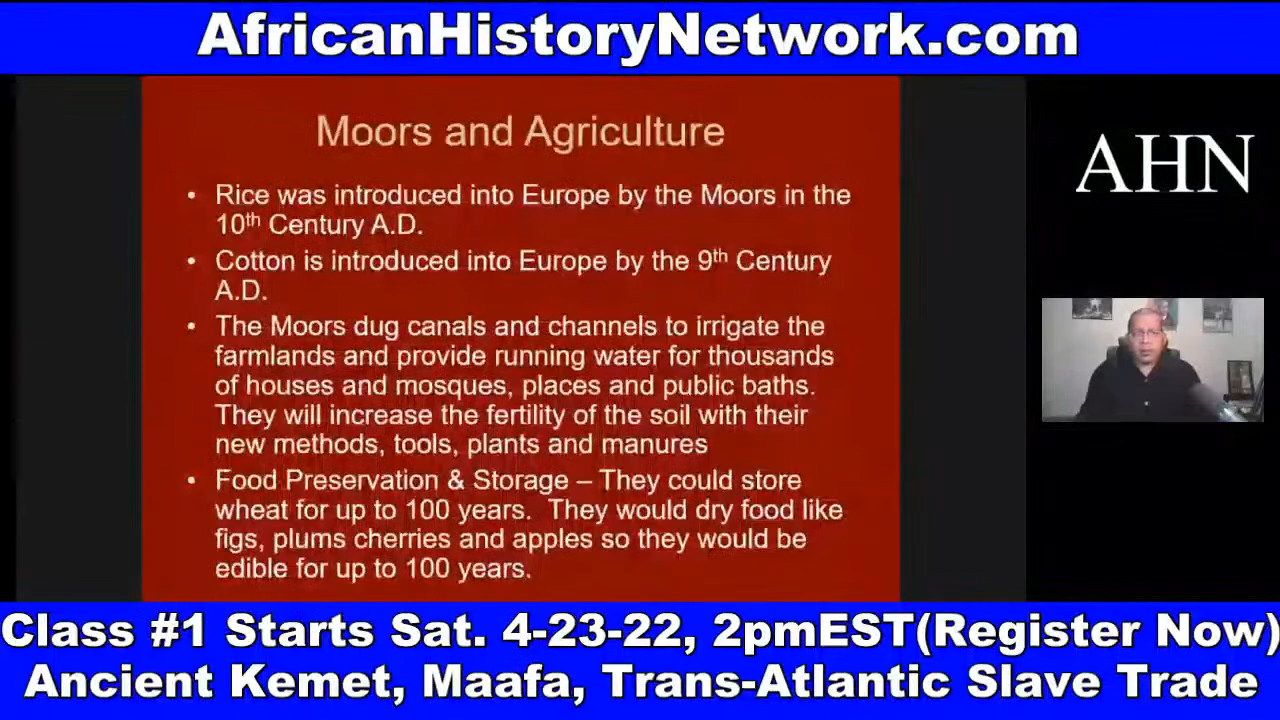 AfricanHistoryNetwork.com
Moors and Agriculture
• Rice was introduced into Europe by the Moors in the
10th Century A.D.
• Cotton is introduced into Europe by the 9th Century
A.D.
• The Moors dug canals and channels to irrigate the
farmlands and provide running water for thousands
of houses and mosques, places and public baths.
They will increase the fertility of the soil with their
new methods, tools, plants and manures
• Food Preservation & Storage – They could store
wheat for up to 100 years. They would dry food like
figs, plums cherries and apples so they would be
edible for up to 100 years.
AHN
Class #1 Starts Sat. 4-23-22, 2pmEST(Register Now)
Ancient Kemet, Maafa, Trans-Atlantic Slave Trade